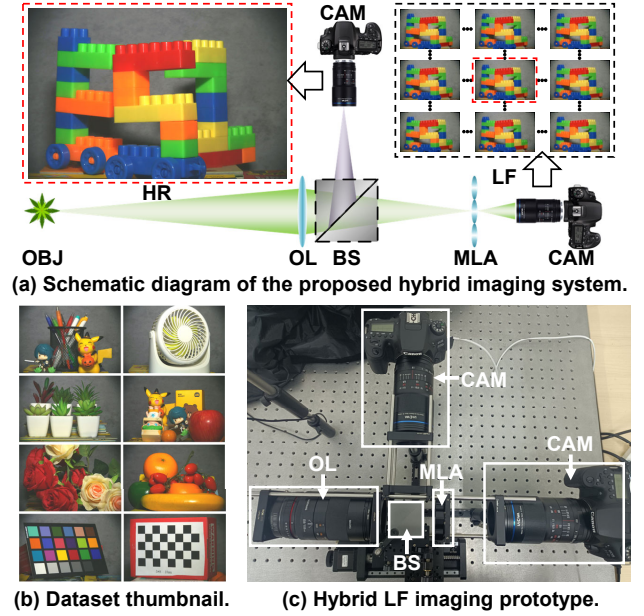 CAM
HR
LF
OBJ
OL
BS
MLA
CAM
(a) Schematic diagram of the proposed hybrid imaging system.
CAM
OL
MLA
CAM
BS
(b) Dataset thumbnail.
(c) Hybrid LF imaging prototype.